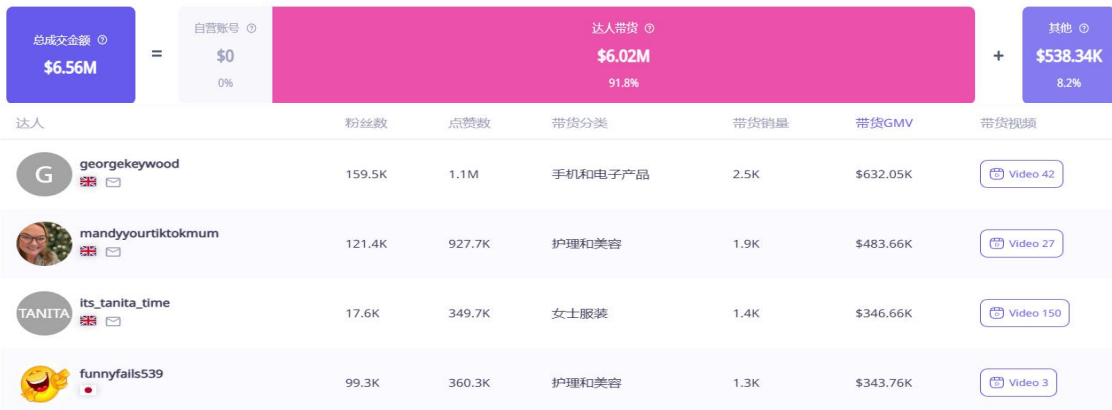 总成交金额
$6.56M
=
自营账号
$0
0%
达人带货
$6.02M
91.8%
+
其他
$538.34K
8.2%
达人 粉丝数 点赞数 带货分类 带货销量 带货GMV 带货视频
G georgekeywood 159.5K 1.1M 手机和电子产品 2.5K $632.05K Video 42
mandyyourtiktokmum 121.4K 927.7K 护理和美容 1.9K $483.66K Video 27
TANITA its_tanita_time 17.6K 349.7K 女士服装 1.4K $346.66K Video 150
funnyfails539 99.3K 360.3K 护理和美容 1.3K $343.76K Video 3